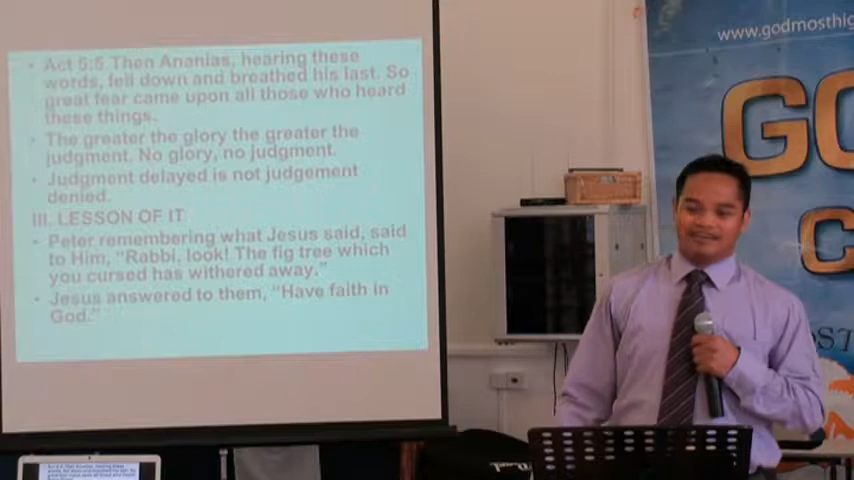 • Act 5:5 Then Ananias, hearing these
words, fell down and breathed his last. So
great fear came upon all those who heard
these things.
• The greater the glory the greater the
judgment. No glory, no judgment.
• Judgment delayed is not judgement
denied.
III. LESSON OF IT
• Peter remembering what Jesus said, said
to Him, “Rabbi, look! The fig tree which
you cursed has withered away.”
• Jesus answered to them, “Have faith in
God.”
www.godmosthig
GO
C